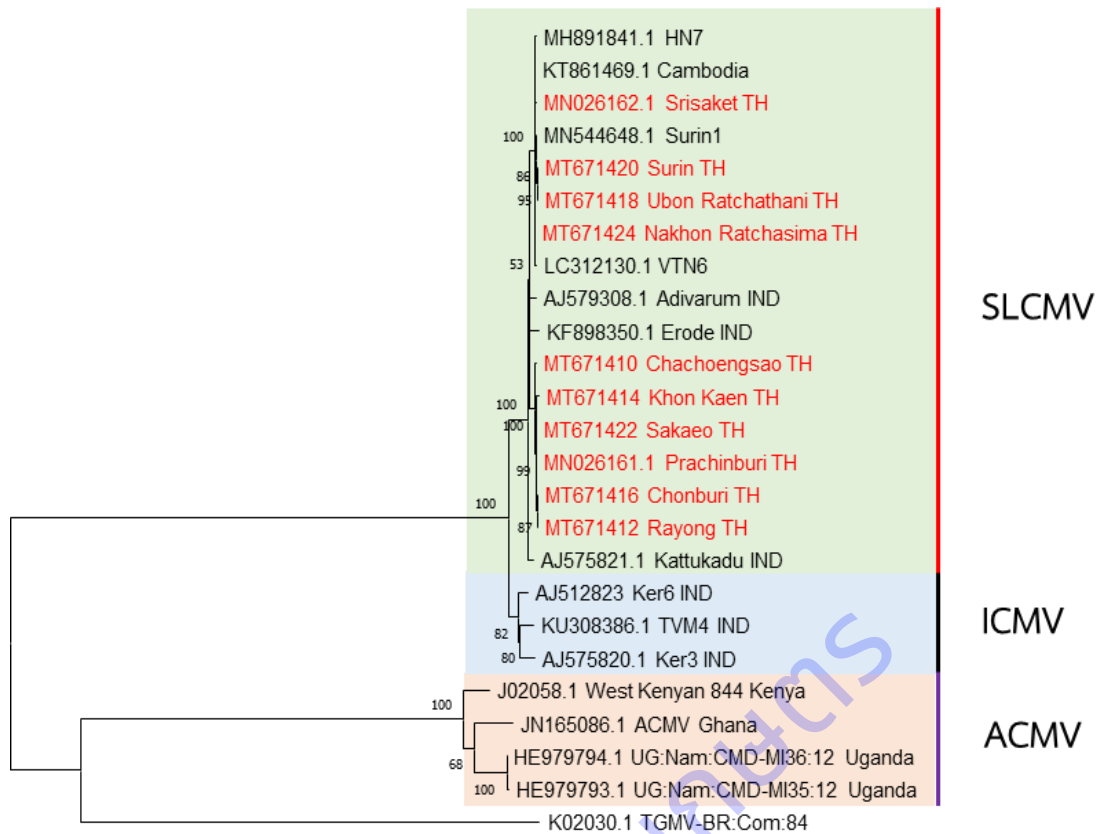 MH891841.1 HN7
KT861469.1 Cambodia
MN026162.1 Srisaket TH
100
MN544648.1 Surin1
MT671420 Surin TH
86
MT671418 Ubon Ratchathani TH
95
MT671424 Nakhon Ratchasima TH
53
LC312130.1 VTN6
AJ579308.1 Adivarum IND
SLCMV
KF898350.1 Erode IND
MT671410 Chachoengsao TH
MT671414 Khon Kaen TH
100
100
MT671422 Sakaeo TH
MN026161.1 Prachinburi TH
99
MT671416 Chonburi TH
100
MT671412 Rayong TH
87
AJ575821.1 Kattukadu IND
AJ512823 Ker6 IND
KU308386.1 TVM4 IND
ICMV
82
AJ575820.1 Ker3 IND
80
J02058.1 West Kenyan 844 Kenya
100
JN165086.1 ACMV Ghana
ACMV
HE979794.1 UG:Nam:CMD-MI36:12 Uganda
68
HE979793.1 UG:Nam:CMD-MI35:12 Uganda
100
K02030.1 TGMV-BR:Com:84